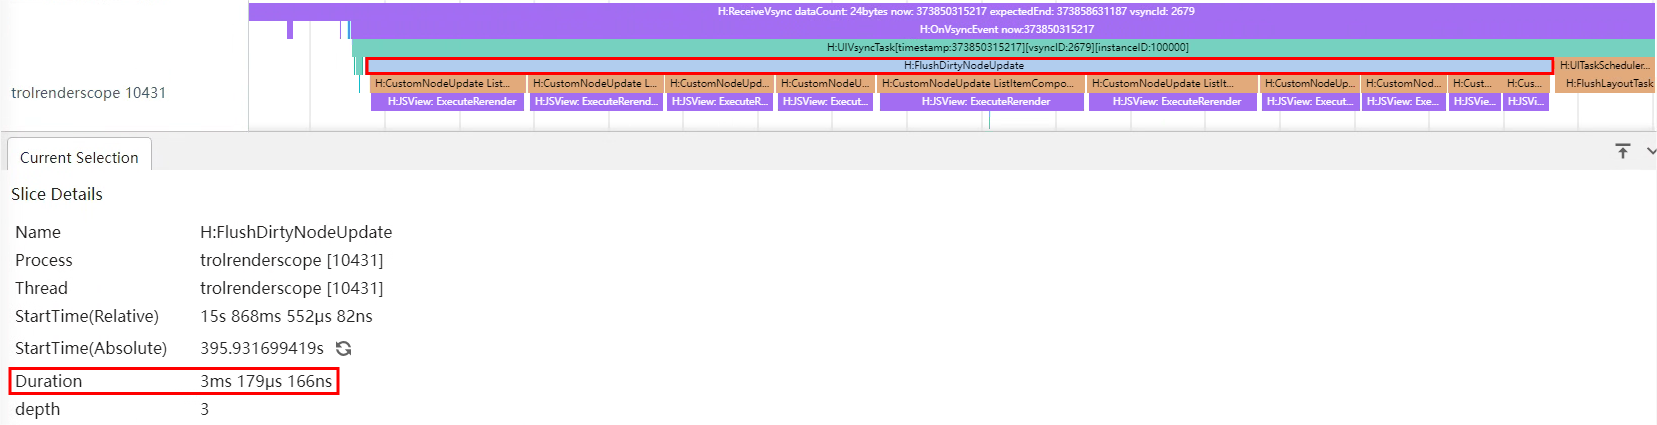 H:ReceiveVsync dataCount: 24bytes now: 373850315217 expectedEnd: 373858631187 vsyncId: 2679
H:OnVsyncEvent now:373850315217
H:UIVsyncTask[timestamp:373850315217][vsyncID:2679][instanceID:100000]
H:FlushDirtyNodeUpdate H:UITaskScheduler...
trolrenderscope 10431
H:CustomNodeUpdate List... H:CustomNodeUpdate L... H:CustomNodeUpd... H:CustomNodeU... H:CustomNodeUpdate ListItemCompo... H:CustomNodeUpdate ListIt... H:CustomNodeUp... H:CustomNod... H:Cust... H:Cus... H:FlushLayoutTask
H:JSView: ExecuteRerender H:JSView: ExecuteRerend... H:JSView: ExecuteR... H:JSView: Execut... H:JSView: ExecuteRerender H:JSView: ExecuteRerender H:JSView: Execut... H:JSView: Exe... H:JSVie... H:JSVi...
Current Selection
Slice Details
Name H:FlushDirtyNodeUpdate
Process trolrenderscope [10431]
Thread trolrenderscope [10431]
StartTime(Relative) 15s 868ms 552μs 82ns
StartTime(Absolute) 395.931699419s
Duration 3ms 179μs 166ns
depth 3